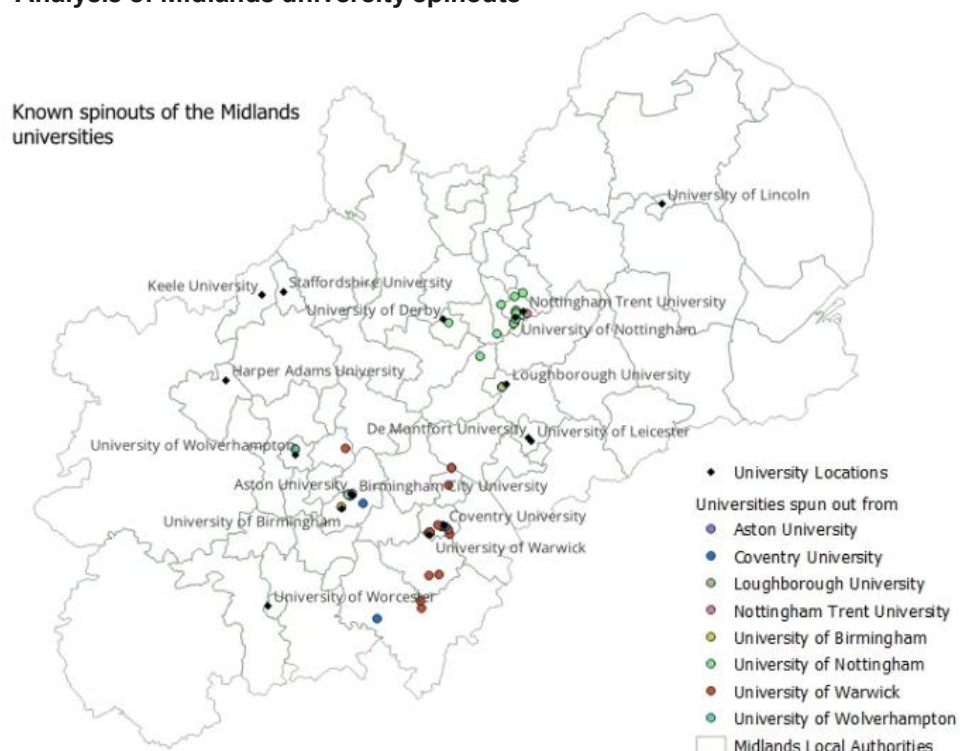 Analysis of Midlands university spinouts
Known spinouts of the Midlands
universities
University of Lincoln
Keele University
Staffordshire University
University of Derby
Nottingham Trent University
University of Nottingham
Harper Adams University
Loughborough University
De Montfort University
University of Leicester
University of Wolverhampton
Aston University
Birmingham City University
University of Birmingham
Coventry University
University of Warwick
University of Worcester
University Locations
Universities spun out from
Aston University
Coventry University
Loughborough University
Nottingham Trent University
University of Birmingham
University of Nottingham
University of Warwick
University of Wolverhampton
Midlands Local Authorities